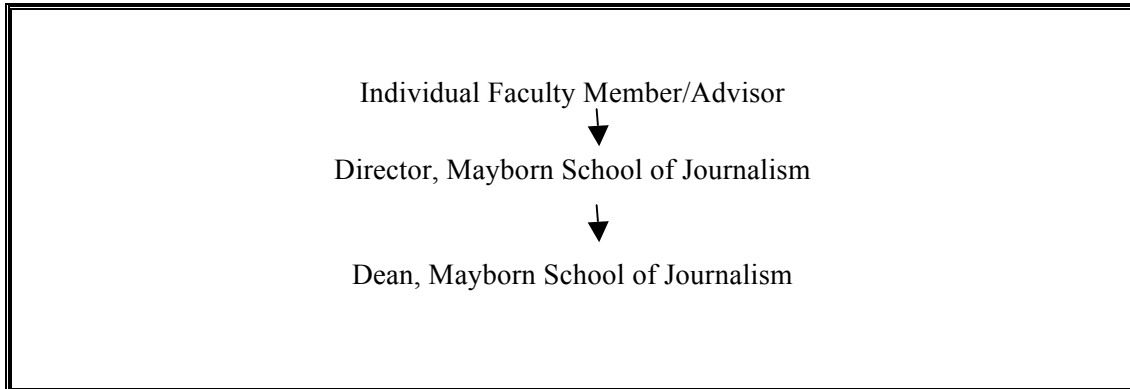 Individual Faculty Member/Advisor
Director, Mayborn School of Journalism
Dean, Mayborn School of Journalism